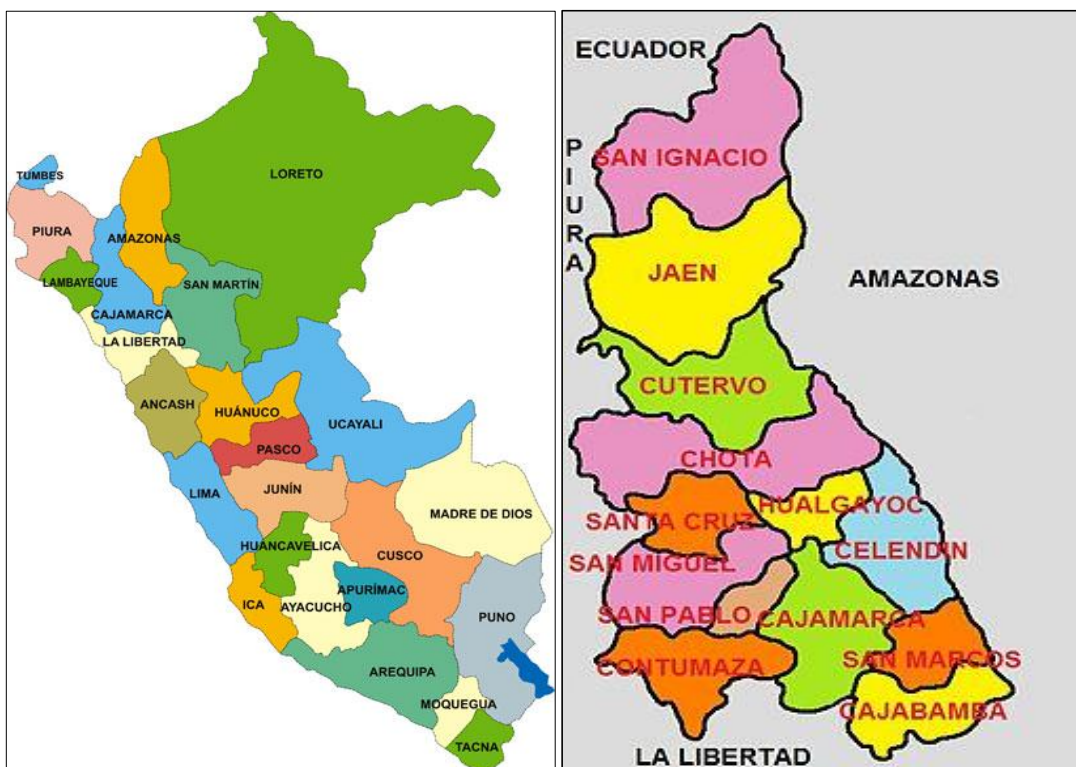 LORETO
TUMBES
PIURA
AMAZONAS
LAMBAYEQUE
SAN MARTÍN
CAJAMARCA
LA LIBERTAD
ANCASH
HUÁNUCO
UCAYALI
PASCO
LIMA
JUNÍN
MADRE DE DIOS
HUANCAVELICA
CUSCO
APURÍMAC
ICA
AYACUCHO
PUNO
AREQUIPA
MOQUEGUA
TACNA
ECUADOR
PIURA
SAN IGNACIO
JAEN
AMAZONAS
CUTERVO
CHOTA
HUALGAYOC
SANTA CRUZ
CELENDIN
SAN MIGUEL
SAN PABLO
CAJAMARCA
CONTUMAZA
SAN MARCOS
CAJABAMBA
LA LIBERTAD